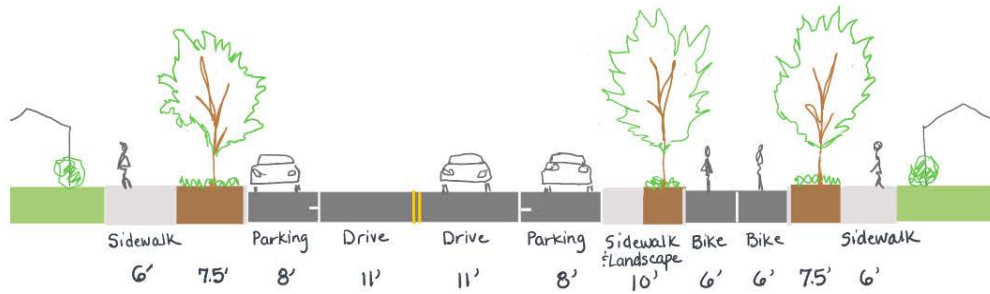 Sidewalk
Parking
Drive
Drive
Parking
Sidewalk
& Landscape
Bike
Bike
Sidewalk
6'
7.5'
8'
11'
11'
8'
10'
6'
6'
7.5'
6'